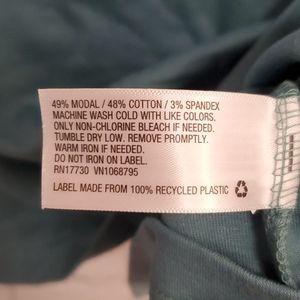 49% MODAL / 48% COTTON / 3% SPANDEX
MACHINE WASH COLD WITH LIKE COLORS.
ONLY NON-CHLORINE BLEACH IF NEEDED.
TUMBLE DRY LOW. REMOVE PROMPTLY.
WARM IRON IF NEEDED.
DO NOT IRON ON LABEL.
RN17730 VN1068795
LABEL MADE FROM 100% RECYCLED PLASTIC